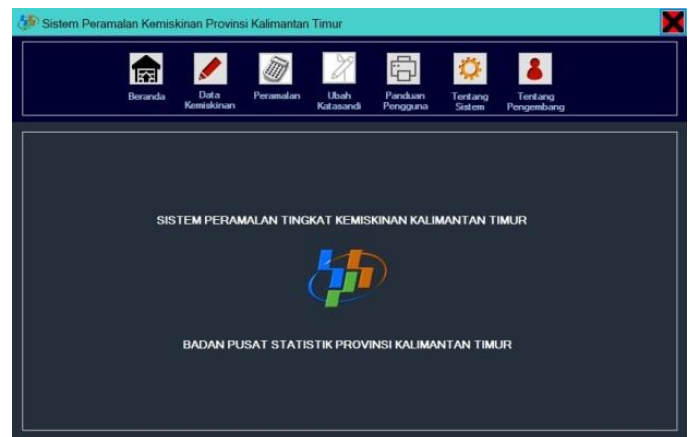 Sistem Peramalan Kemiskinan Provinsi Kalimantan Timur
Beranda
Data
Kemiskinan
Peramalan
Ubah
Katasandi
Panduan
Pengguna
Tentang
Sistem
Tentang
Pengembang
SISTEM PERAMALAN TINGKAT KEMISKINAN KALIMANTAN TIMUR
BADAN PUSAT STATISTIK PROVINSI KALIMANTAN TIMUR